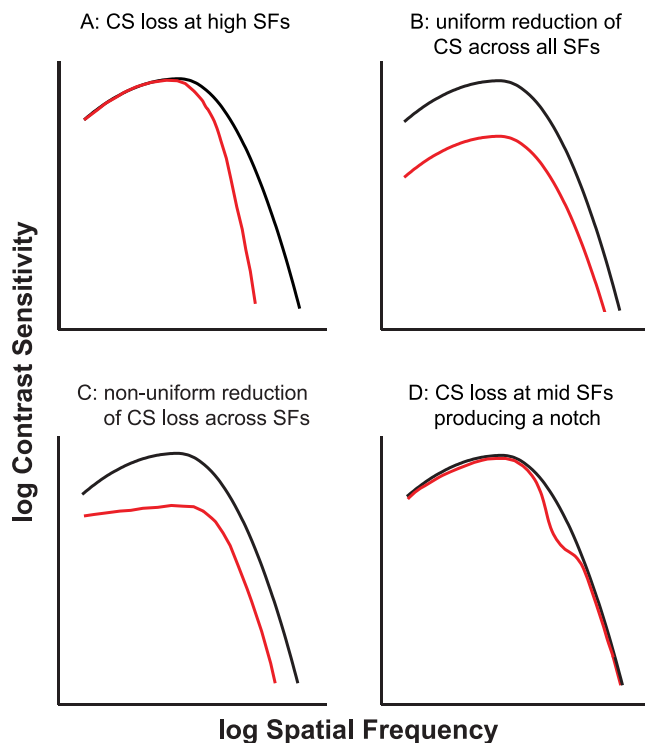 A: CS loss at high SFs
B: uniform reduction of
CS across all SFs
C: non-uniform reduction
of CS loss across SFs
D: CS loss at mid SFs
producing a notch
log Contrast Sensitivity
log Spatial Frequency